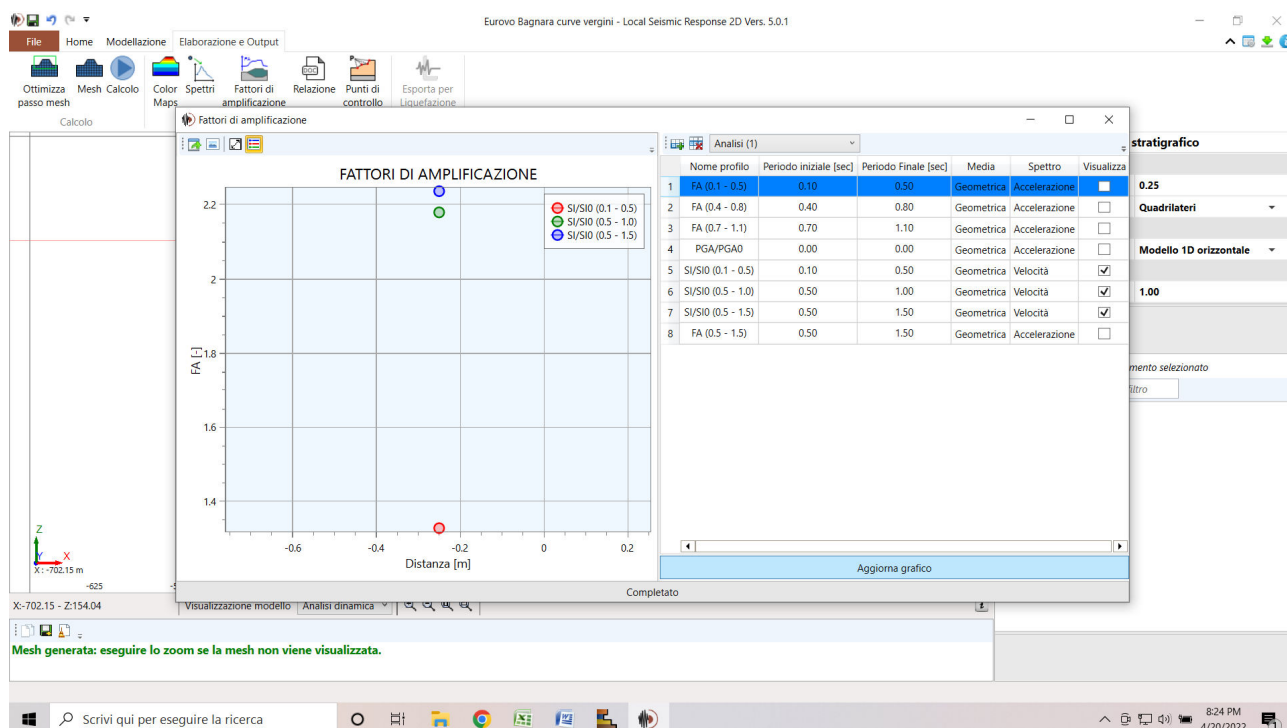 Eurovo Bagnara curve vergini - Local Seismic Response 2D Vers. 5.0.1
File Home Modellazione Elaborazione e Output
Ottimizza passo mesh
Mesh
Calcolo
Color Maps
Spettri
Fattori di amplificazione
Relazione
Punti di controllo
Esporta per Liquefazione
Calcolo
Fattori di amplificazione
FATTORI DI AMPLIFICAZIONE
SI/SI0 (0.1 - 0.5)
SI/SI0 (0.5 - 1.0)
SI/SI0 (0.5 - 1.5)
2.2
2
1.8
1.6
1.4
FA [-]
-0.6 -0.4 -0.2 0 0.2
Distanza [m]
Analisi (1)
Nome profilo Periodo iniziale [sec] Periodo Finale [sec] Media Spettro Visualizza
1 FA (0.1 - 0.5) 0.10 0.50 Geometrica Accelerazione
2 FA (0.4 - 0.8) 0.40 0.80 Geometrica Accelerazione
3 FA (0.7 - 1.1) 0.70 1.10 Geometrica Accelerazione
4 PGA/PGA0 0.00 0.00 Geometrica Accelerazione
5 SI/SI0 (0.1 - 0.5) 0.10 0.50 Geometrica Velocità
6 SI/SI0 (0.5 - 1.0) 0.50 1.00 Geometrica Velocità
7 SI/SI0 (0.5 - 1.5) 0.50 1.50 Geometrica Velocità
8 FA (0.5 - 1.5) 0.50 1.50 Geometrica Accelerazione
Aggiorna grafico
Completato
stratigrafico
0.25
Quadrilateri
Modello 1D orizzontale
1.00
mento selezionato
filtro
Z
Y X
X : -702.15 m
-625
X:-702.15 - Z:154.04
Visualizzazione modello Analisi dinamica
Mesh generata: eseguire lo zoom se la mesh non viene visualizzata.
Scrivi qui per eseguire la ricerca
8:24 PM
4/20/2022